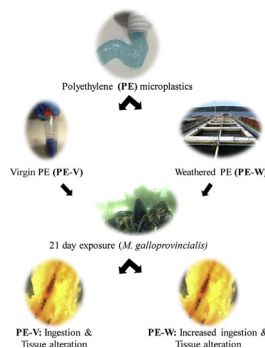 Polyethylene (PE) microplastics
Virgin PE (PE-V)
Weathered PE (PE-W)
21 day exposure (M. galloprovincialis)
PE-V: Ingestion &
Tissue alteration
PE-W: Increased ingestion &
Tissue alteration